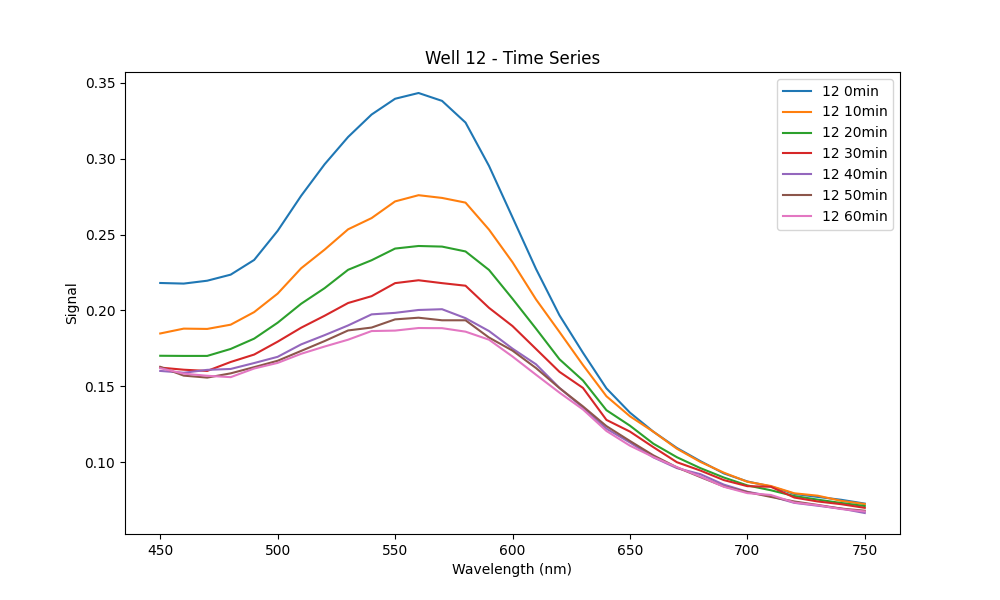 Well 12 - Time Series
12 0min
12 10min
12 20min
12 30min
12 40min
12 50min
12 60min
0.35
0.30
0.25
0.20
0.15
0.10
Signal
450 500 550 600 650 700 750
Wavelength (nm)